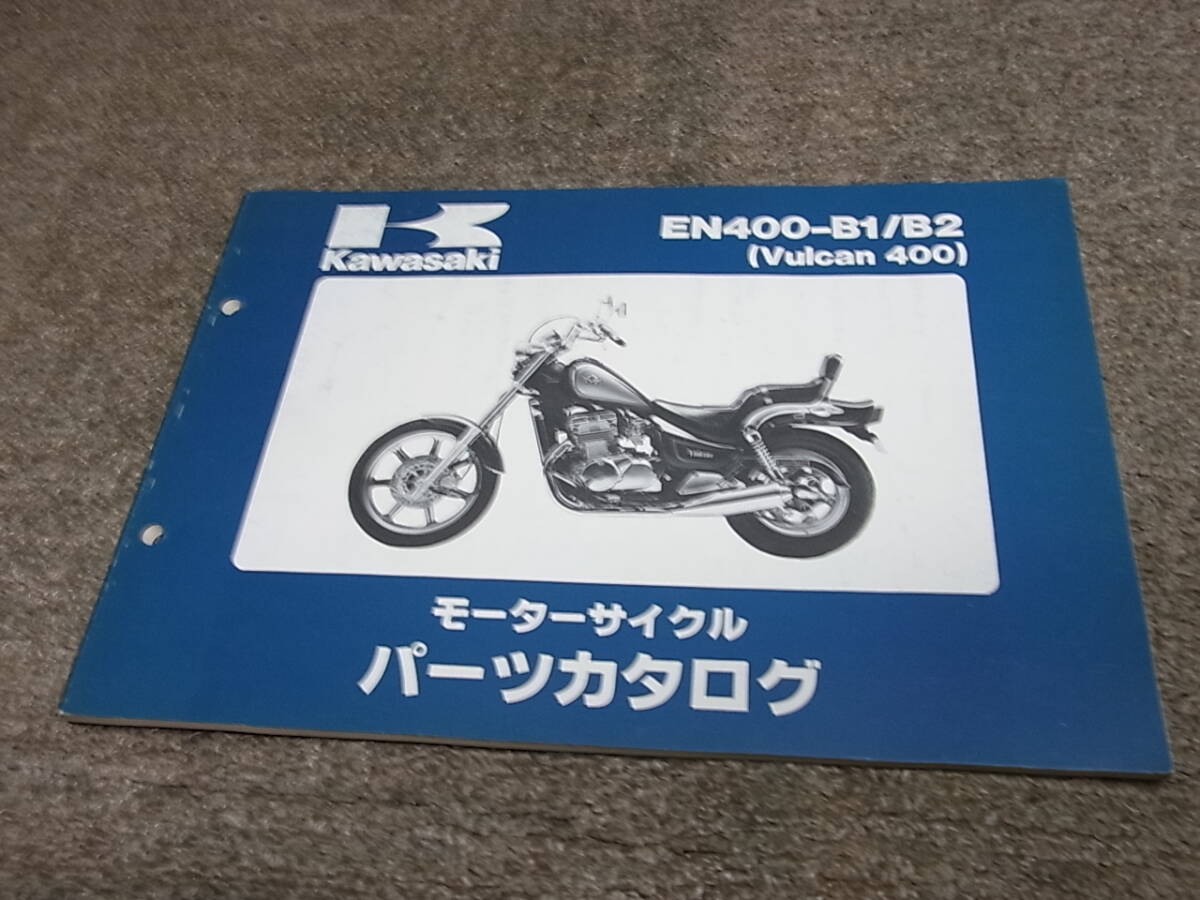 Kawasaki
EN400-B1/B2
(Vulcan 400)
モーターサイクル
パーツカタログ